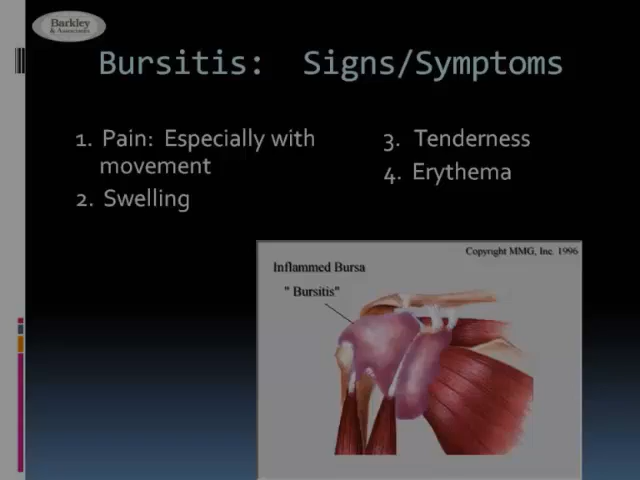 Barkley
& Associates
Bursitis: Signs/Symptoms
1. Pain: Especially with
movement
2. Swelling
3. Tenderness
4. Erythema
Copyright MMG, Inc. 1996
Inflammed Bursa
" Bursitis"